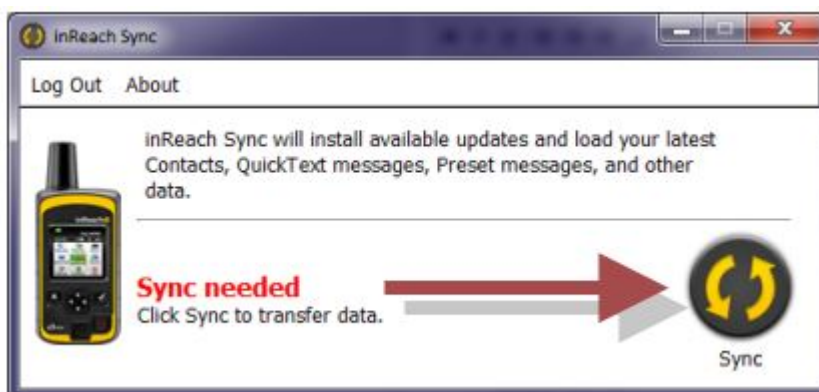 inReach Sync
Log Out About
inReach Sync will install available updates and load your latest
Contacts, QuickText messages, Preset messages, and other
data.
Sync needed
Click Sync to transfer data.
Sync